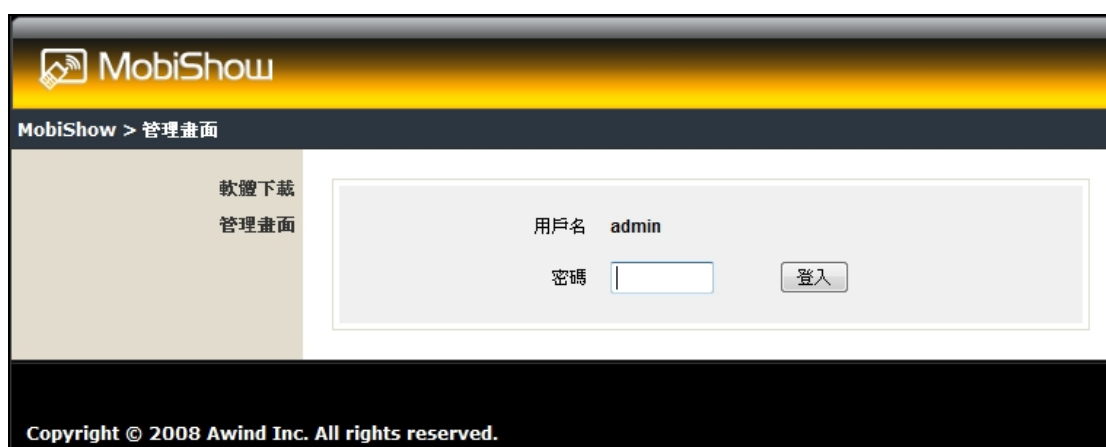 MobiShow
MobiShow > 管理畫面
軟體下載
管理畫面
用戶名 admin
密碼 登入
Copyright © 2008 Awind Inc. All rights reserved.